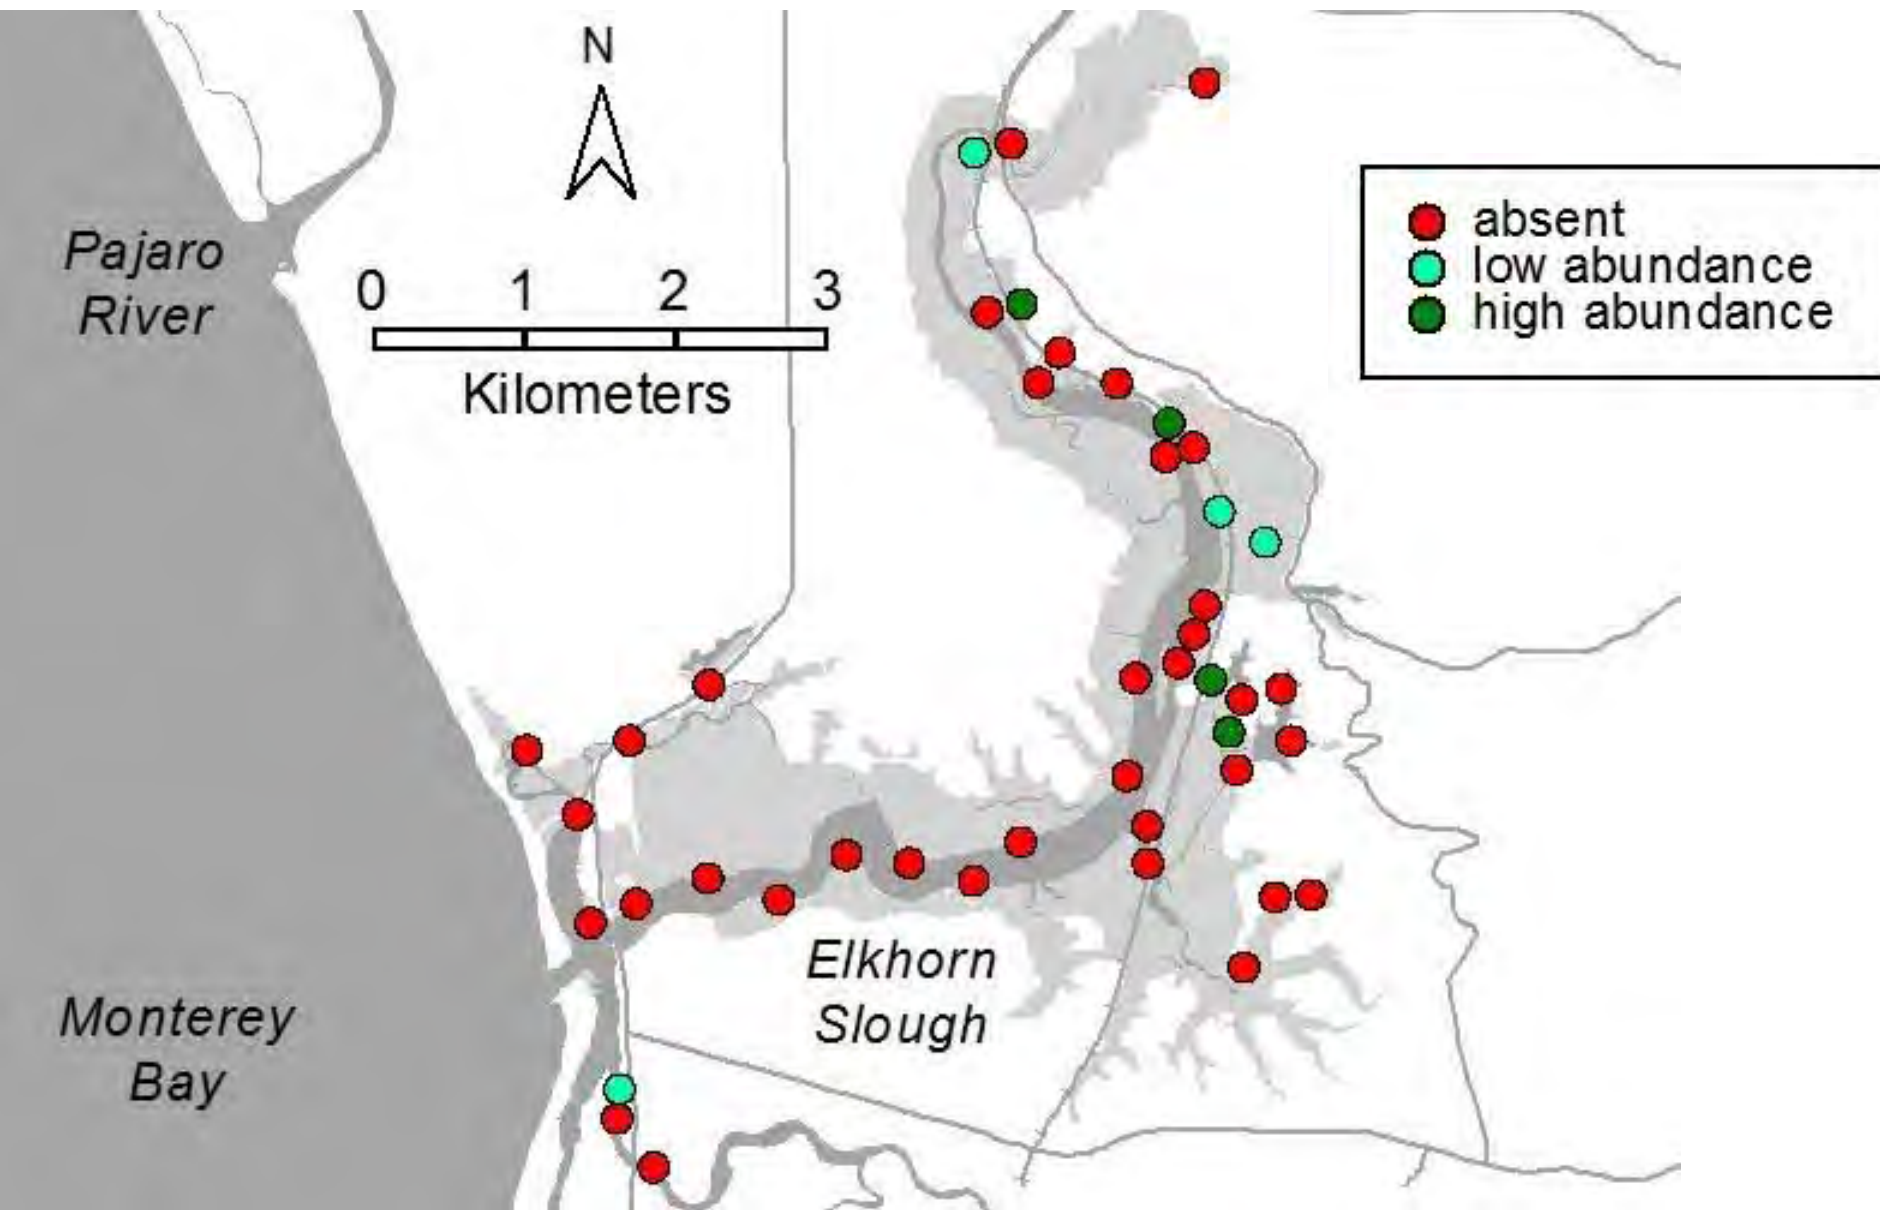 N
absent
low abundance
high abundance
Pajaro
River
0 1 2 3
Kilometers
Elkhorn
Slough
Monterey
Bay